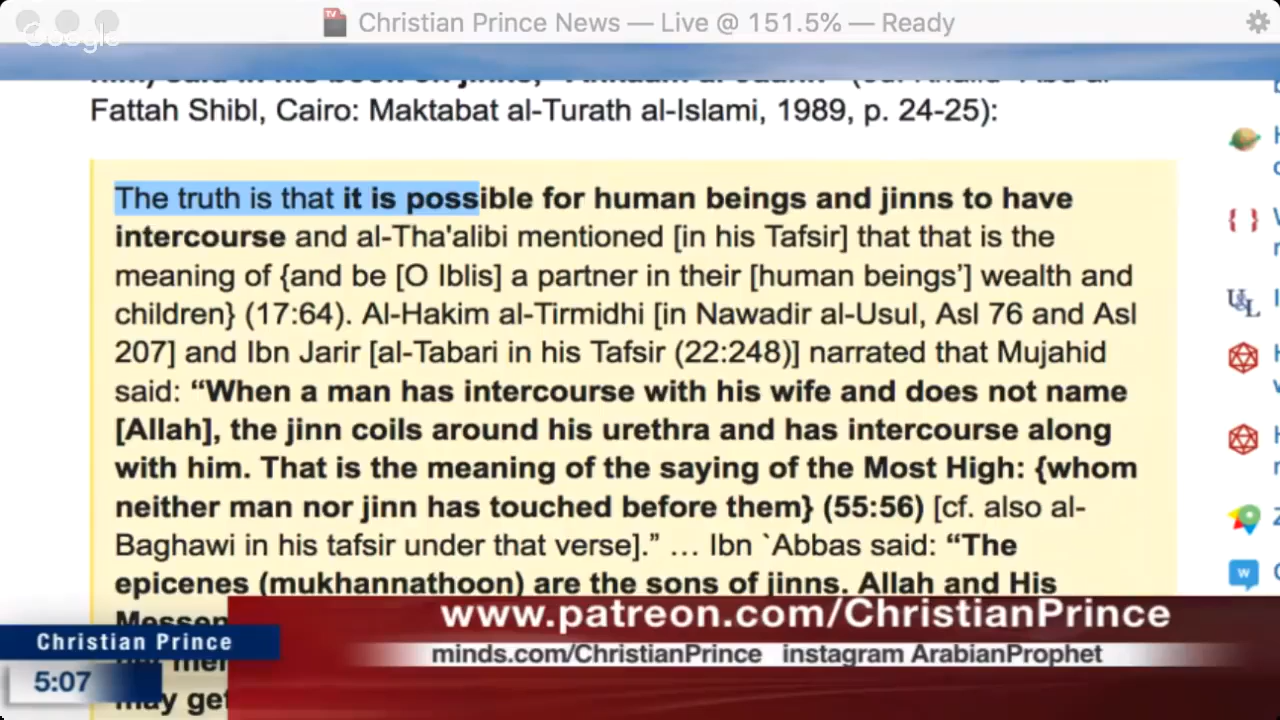 Christian Prince News — Live @ 151.5% — Ready
Google
Fattah Shibl, Cairo: Maktabat al-Turath al-Islami, 1989, p. 24-25):
The truth is that it is possible for human beings and jinns to have
intercourse and al-Tha'alibi mentioned [in his Tafsir] that that is the
meaning of {and be [O Iblis] a partner in their [human beings’] wealth and
children} (17:64). Al-Hakim al-Tirmidhi [in Nawadir al-Usul, Asl 76 and Asl
207] and Ibn Jarir [al-Tabari in his Tafsir (22:248)] narrated that Mujahid
said: “When a man has intercourse with his wife and does not name
[Allah], the jinn coils around his urethra and has intercourse along
with him. That is the meaning of the saying of the Most High: {whom
neither man nor jinn has touched before them} (55:56) [cf. also al-
Baghawi in his tafsir under that verse].” … Ibn `Abbas said: “The
epicenes (mukhannathoon) are the sons of jinns. Allah and His
may get
www.patreon.com/ChristianPrince
minds.com/ChristianPrince instagram ArabianProphet
Christian Prince
5:07